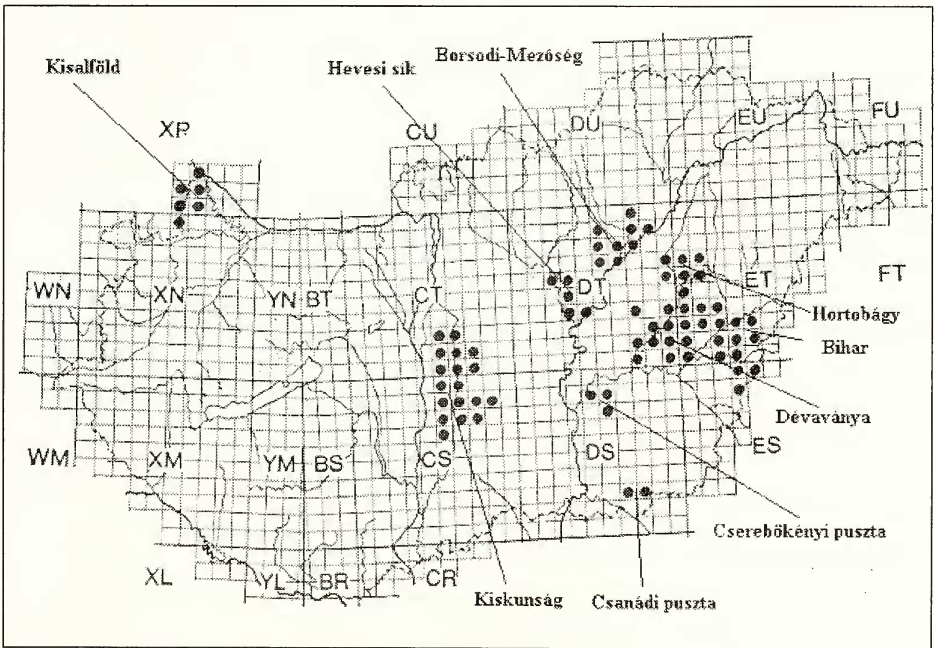 Kisalföld
Hevesi sík
Borsodi-Mezőség
XP
CU
DU
EU
FU
WN
XN
YN
BT
CT
DT
ET
FT
Hortobágy
Bihar
Dévaványa
WM
XM
YM
BS
CS
DS
ES
Cserebökényi puszta
XL
YL
BR
CR
Kiskunság
Csanádi puszta